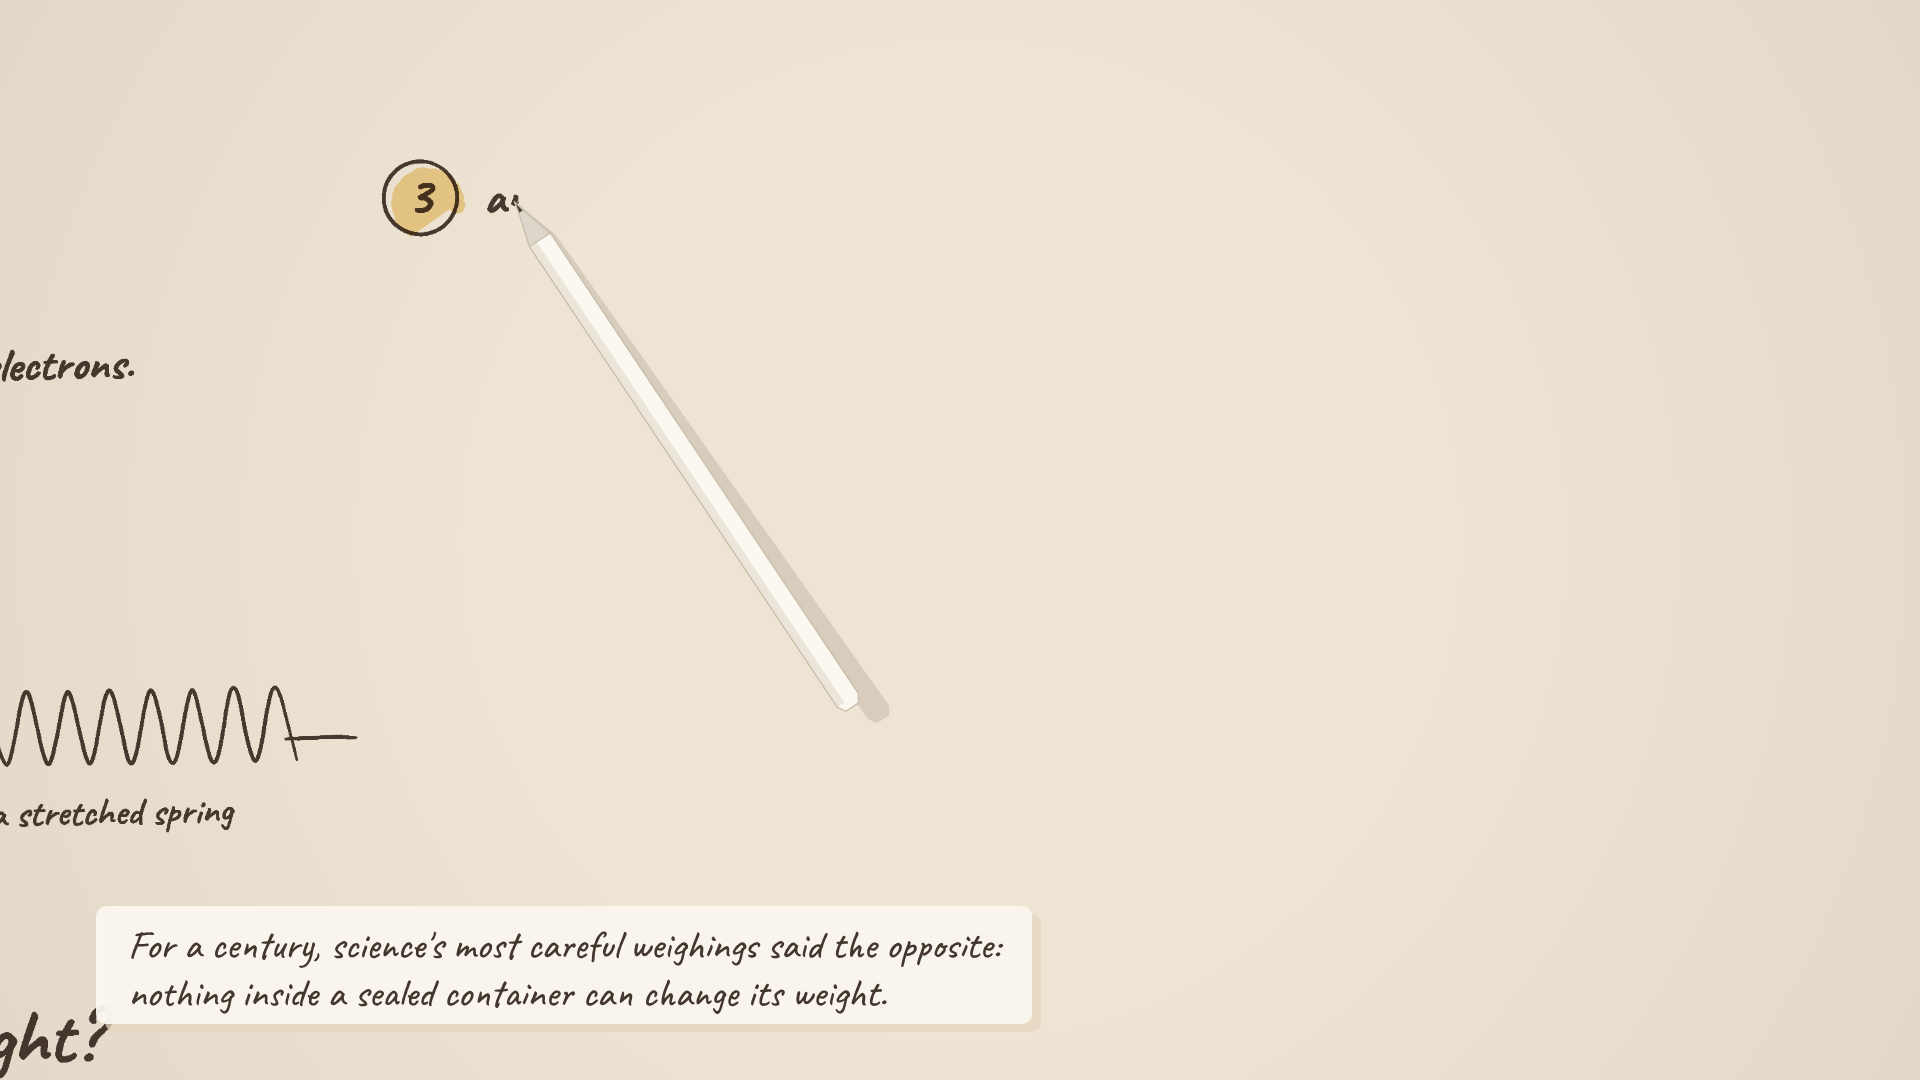 3 a
lectrons.
a stretched spring
For a century, science's most careful weighings said the opposite:
nothing inside a sealed container can change its weight.
ght?